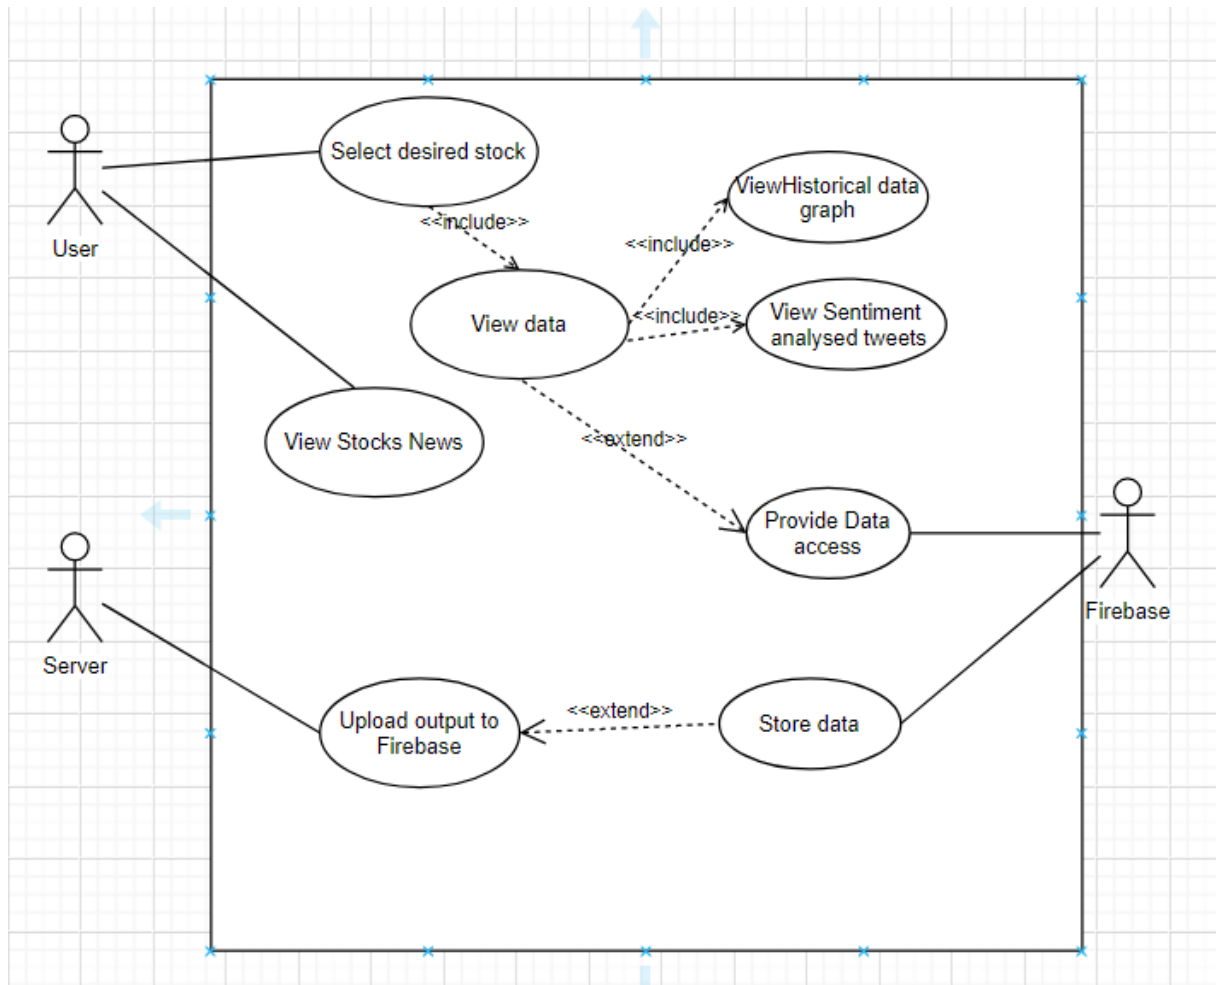 Select desired stock
ViewHistorical data
graph
<<include>>
User
<<include>>
View data
<<include>>
View Sentiment
analysed tweets
View Stocks News
<<extend>>
Provide Data
access
Firebase
Server
Upload output to
Firebase
<<extend>>
Store data